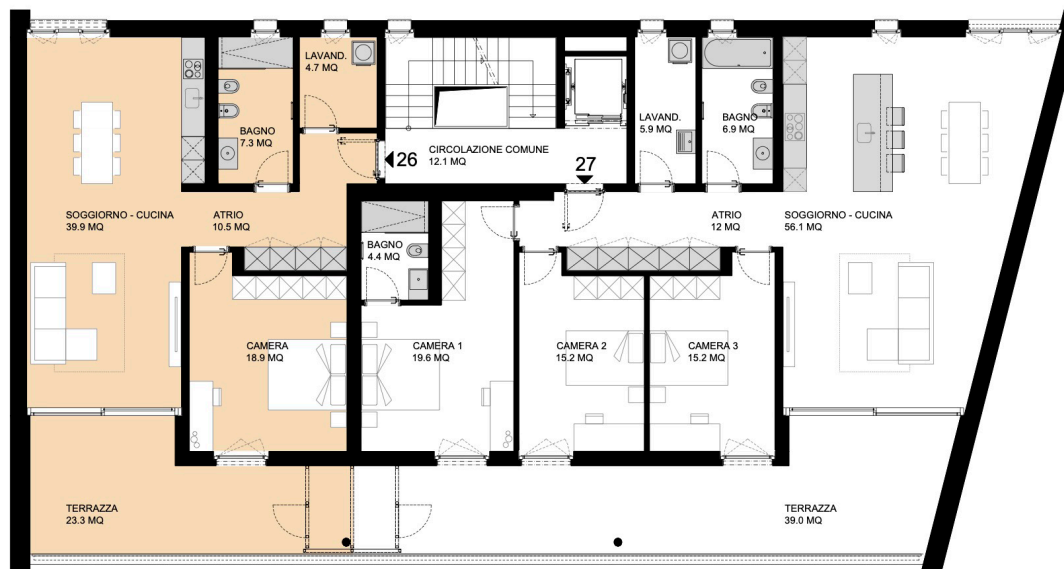 LAVAND.
4.7 MQ
BAGNO
7.3 MQ
26
CIRCOLAZIONE COMUNE
12.1 MQ
27
LAVAND.
5.9 MQ
BAGNO
6.9 MQ
SOGGIORNO - CUCINA
39.9 MQ
ATRIO
10.5 MQ
BAGNO
4.4 MQ
ATRIO
12 MQ
SOGGIORNO - CUCINA
56.1 MQ
CAMERA
18.9 MQ
CAMERA 1
19.6 MQ
CAMERA 2
15.2 MQ
CAMERA 3
15.2 MQ
TERRAZZA
23.3 MQ
TERRAZZA
39.0 MQ